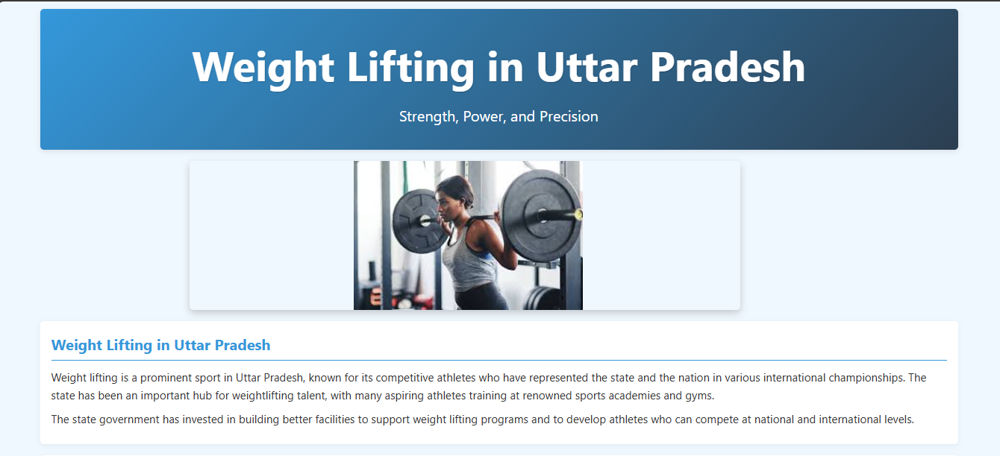 Weight Lifting in Uttar Pradesh
Strength, Power, and Precision
Weight Lifting in Uttar Pradesh
Weight lifting is a prominent sport in Uttar Pradesh, known for its competitive athletes who have represented the state and the nation in various international championships. The
state has been an important hub for weightlifting talent, with many aspiring athletes training at renowned sports academies and gyms.
The state government has invested in building better facilities to support weight lifting programs and to develop athletes who can compete at national and international levels.